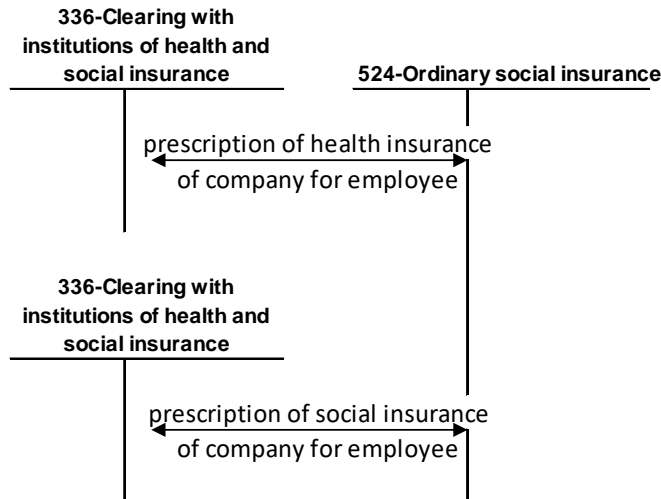 336-Clearing with
institutions of health and
social insurance
524-Ordinary social insurance
prescription of health insurance
of company for employee
336-Clearing with
institutions of health and
social insurance
prescription of social insurance
of company for employee